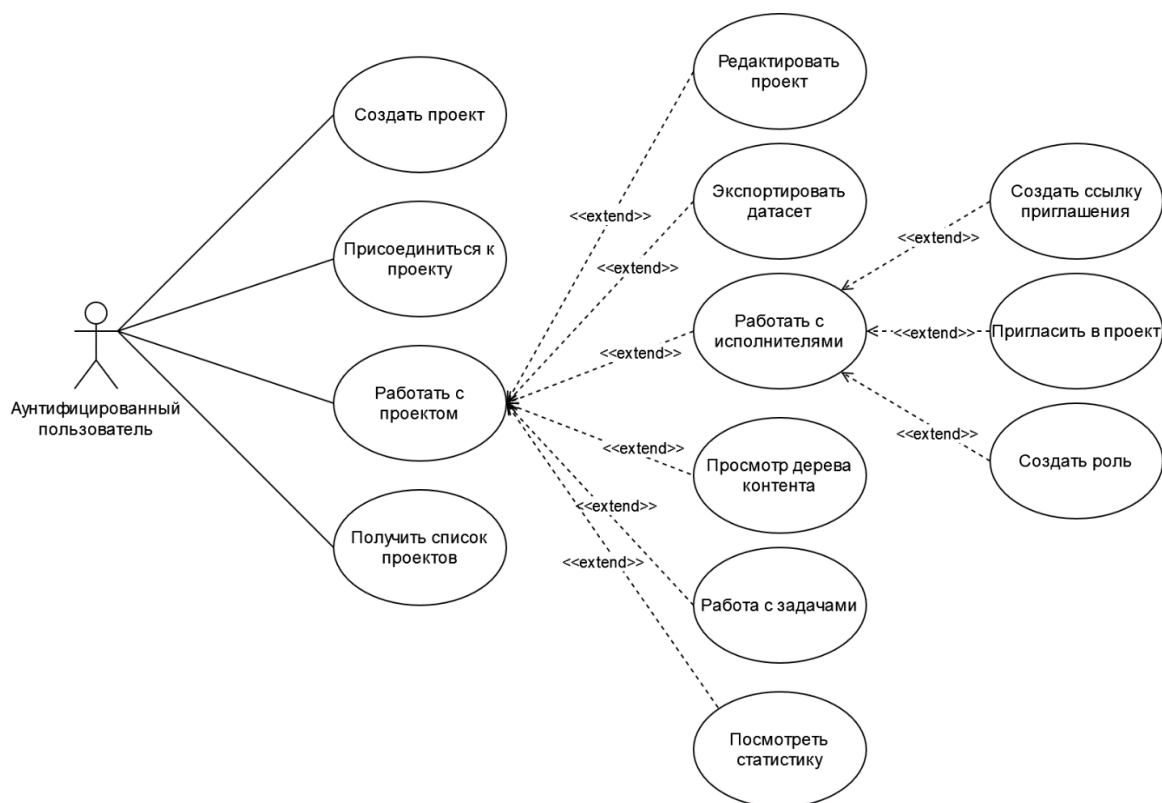 Создать проект
Присоединиться к
проекту
Аунтифицированный
пользователь
Работать с
проектом
Получить список
проектов
Редактировать
проект
<<extend>>
Экспортировать
датасет
<<extend>>
Работать с
исполнителями
<<extend>>
Просмотр дерева
контента
<<extend>>
Работа с задачами
<<extend>>
Посмотреть
статистику
<<extend>>
Создать ссылку
приглашения
<<extend>>
Пригласить в проект
<<extend>>
Создать роль
<<extend>>